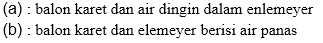 (a) : balon karet dan air dingin dalam enlemeyer
(b) : balon karet dan elemeyer berisi air panas